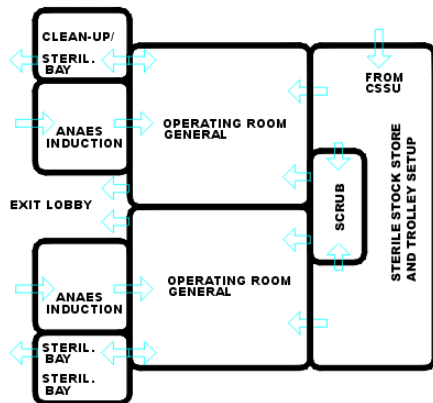 CLEAN-UP/
STERIL.
BAY
FROM
CSSU
OPERATING ROOM
GENERAL
ANAES
INDUCTION
EXIT LOBBY
SCRUB
STERILE STOCK STORE
AND TROLLEY SETUP
OPERATING ROOM
GENERAL
ANAES
INDUCTION
STERIL.
BAY
STERIL.
BAY